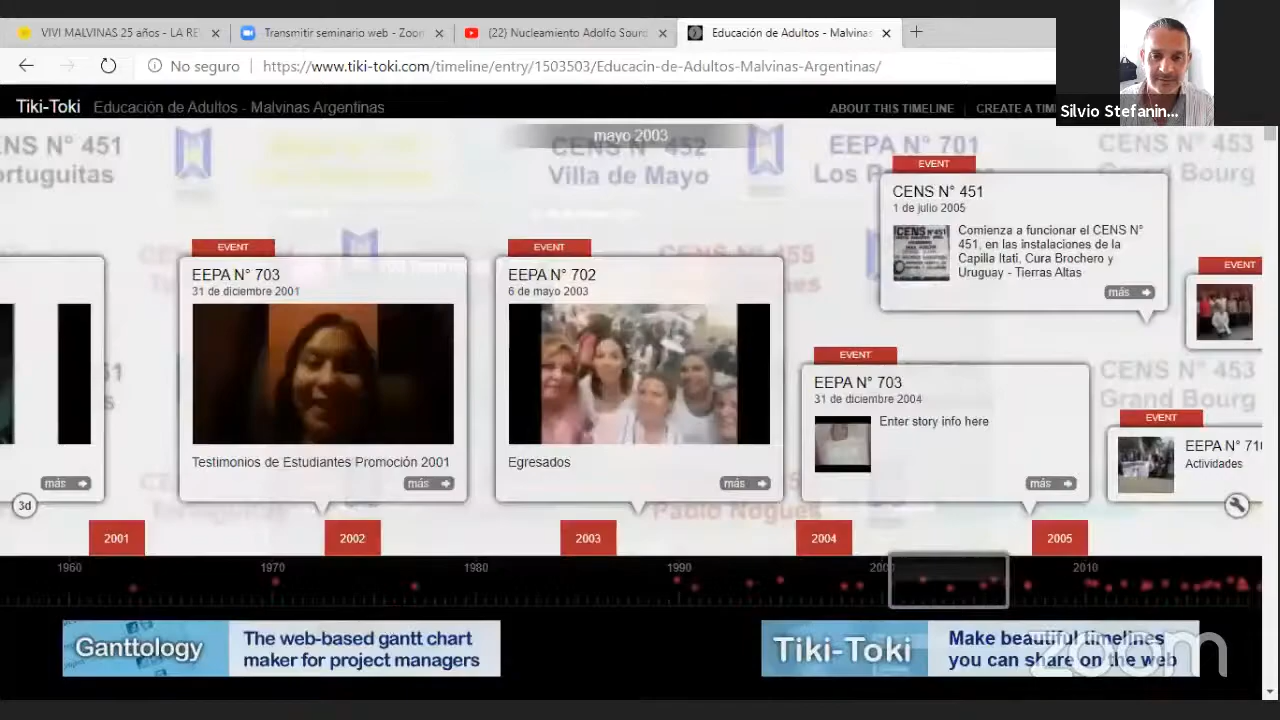 VIVI MALVINAS 25 años - LA RE
Transmitir seminario web - Zoom
(22) Nucleamiento Adolfo Sourd
Educación de Adultos - Malvinas
No seguro
https://www.tiki-toki.com/timeline/entry/1503503/Educacin-de-Adultos-Malvinas-Argentinas/
Silvio Stefanin...
Tiki-Toki
Educación de Adultos - Malvinas Argentinas
ABOUT THIS TIMELINE
CREATE A TIM
mayo 2003
ENS N° 451
ortuguitas
CENS N° 452
Villa de Mayo
EEPA N° 701
Los P
CENS N° 453
Grand Bourg
EVENT
CENS N° 451
1 de julio 2005
Comienza a funcionar el CENS N°
451, en las instalaciones de la
Capilla Itati, Cura Brochero y
Uruguay - Tierras Altas
más
EVENT
EEPA N° 703
31 de diciembre 2001
Testimonios de Estudiantes Promoción 2001
más
EVENT
EEPA N° 702
6 de mayo 2003
Egresados
más
EVENT
EVENT
EEPA N° 703
31 de diciembre 2004
Enter story info here
más
CENS N° 453
Grand Bourg
EVENT
EEPA N° 710
Actividades
más
3d
Pablo Nogues
2001
2002
2003
2004
2005
1960
1970
1980
1990
2000
2010
Ganttology
The web-based gantt chart
maker for project managers
Tiki-Toki
Make beautiful timelines
you can share on the web
zoom